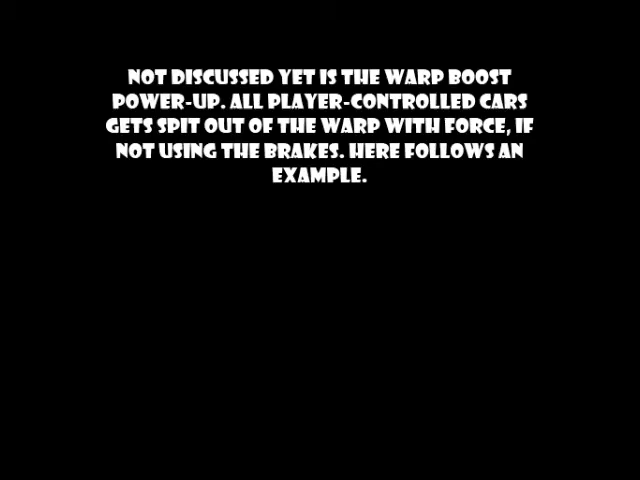 NOT DISCUSSED YET IS THE WARP BOOST
POWER-UP. ALL PLAYER-CONTROLLED CARS
GETS SPIT OUT OF THE WARP WITH FORCE, IF
NOT USING THE BRAKES. HERE FOLLOWS AN
EXAMPLE.